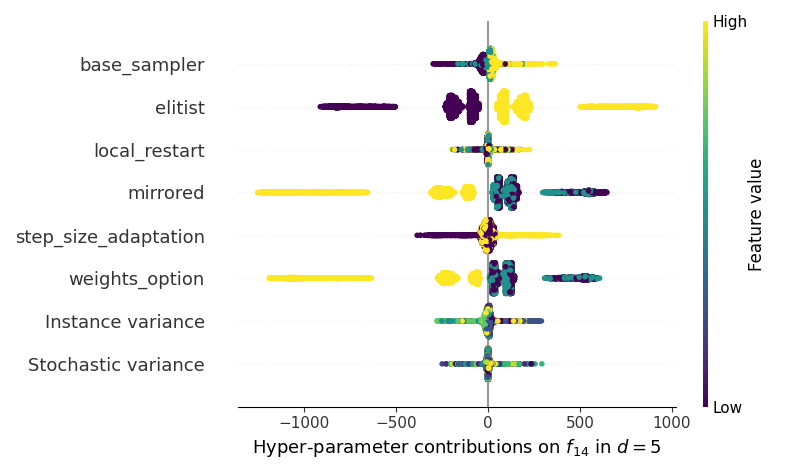 High
base_sampler
elitist
local_restart
mirrored
step_size_adaptation
weights_option
Instance variance
Stochastic variance
Feature value
Low
−1000 −500 0 500 1000
Hyper-parameter contributions on f14 in d = 5